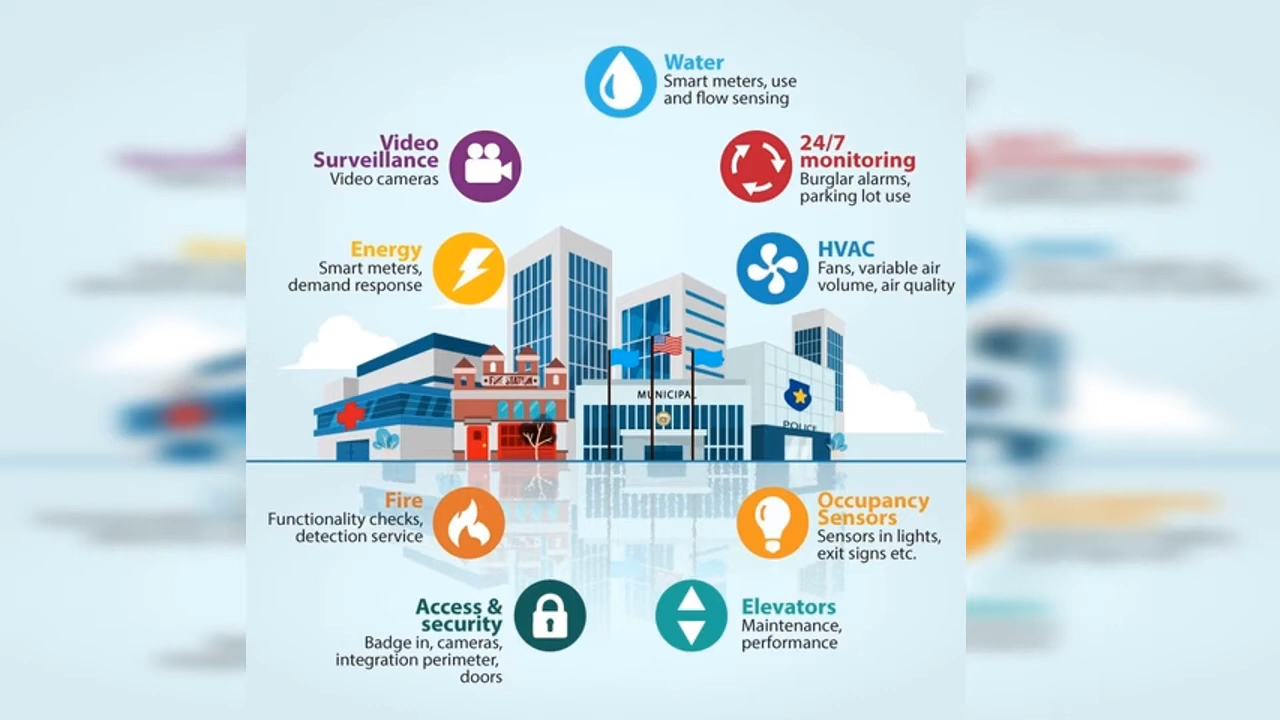 Water
Smart meters, use
and flow sensing
Video
Surveillance
Video cameras
24/7
monitoring
Burglar alarms,
parking lot use
Energy
Smart meters,
demand response
HVAC
Fans, variable air
volume, air quality
FIRE STATION
MUNICIPAL
POLICE
Fire
Functionality checks,
detection service
Occupancy
Sensors
Sensors in lights,
exit signs etc.
Access &
security
Badge in, cameras,
integration perimeter,
doors
Elevators
Maintenance,
performance